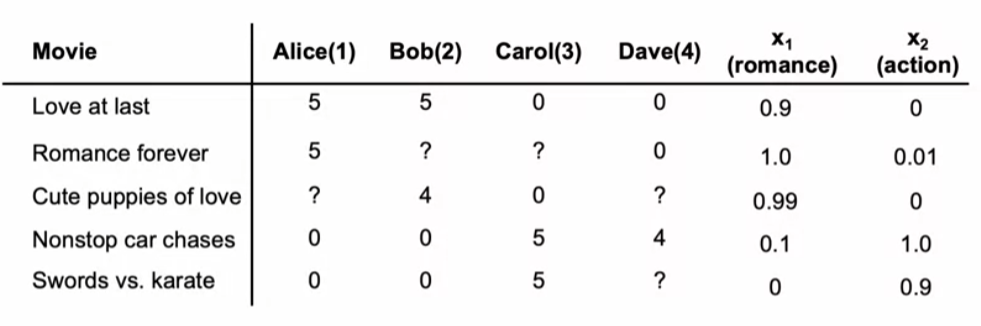 Movie Alice(1) Bob(2) Carol(3) Dave(4) x₁ (romance) x₂ (action)
Love at last 5 5 0 0 0.9 0
Romance forever 5 ? ? 0 1.0 0.01
Cute puppies of love ? 4 0 ? 0.99 0
Nonstop car chases 0 0 5 4 0.1 1.0
Swords vs. karate 0 0 5 ? 0 0.9